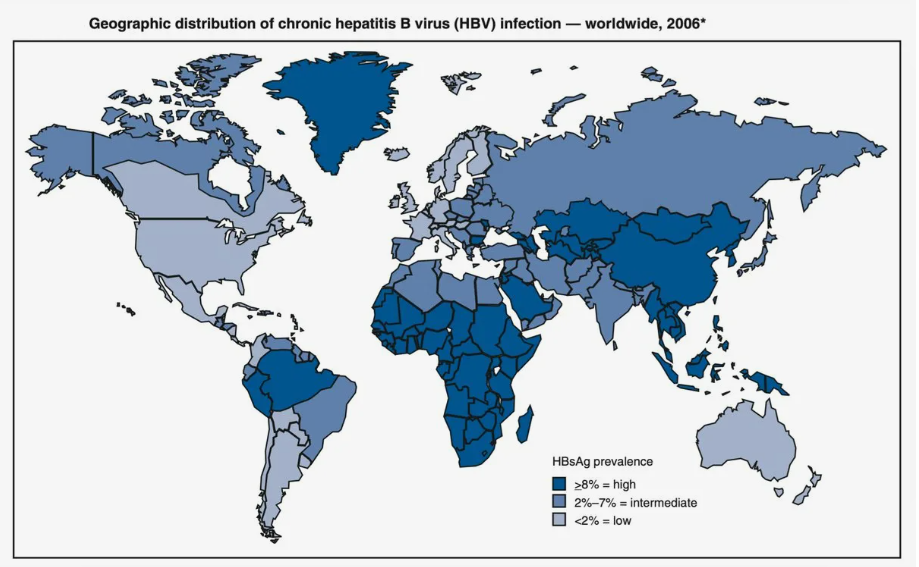 Geographic distribution of chronic hepatitis B virus (HBV) infection — worldwide, 2006*
HBsAg prevalence
≥8% = high
2%–7% = intermediate
<2% = low